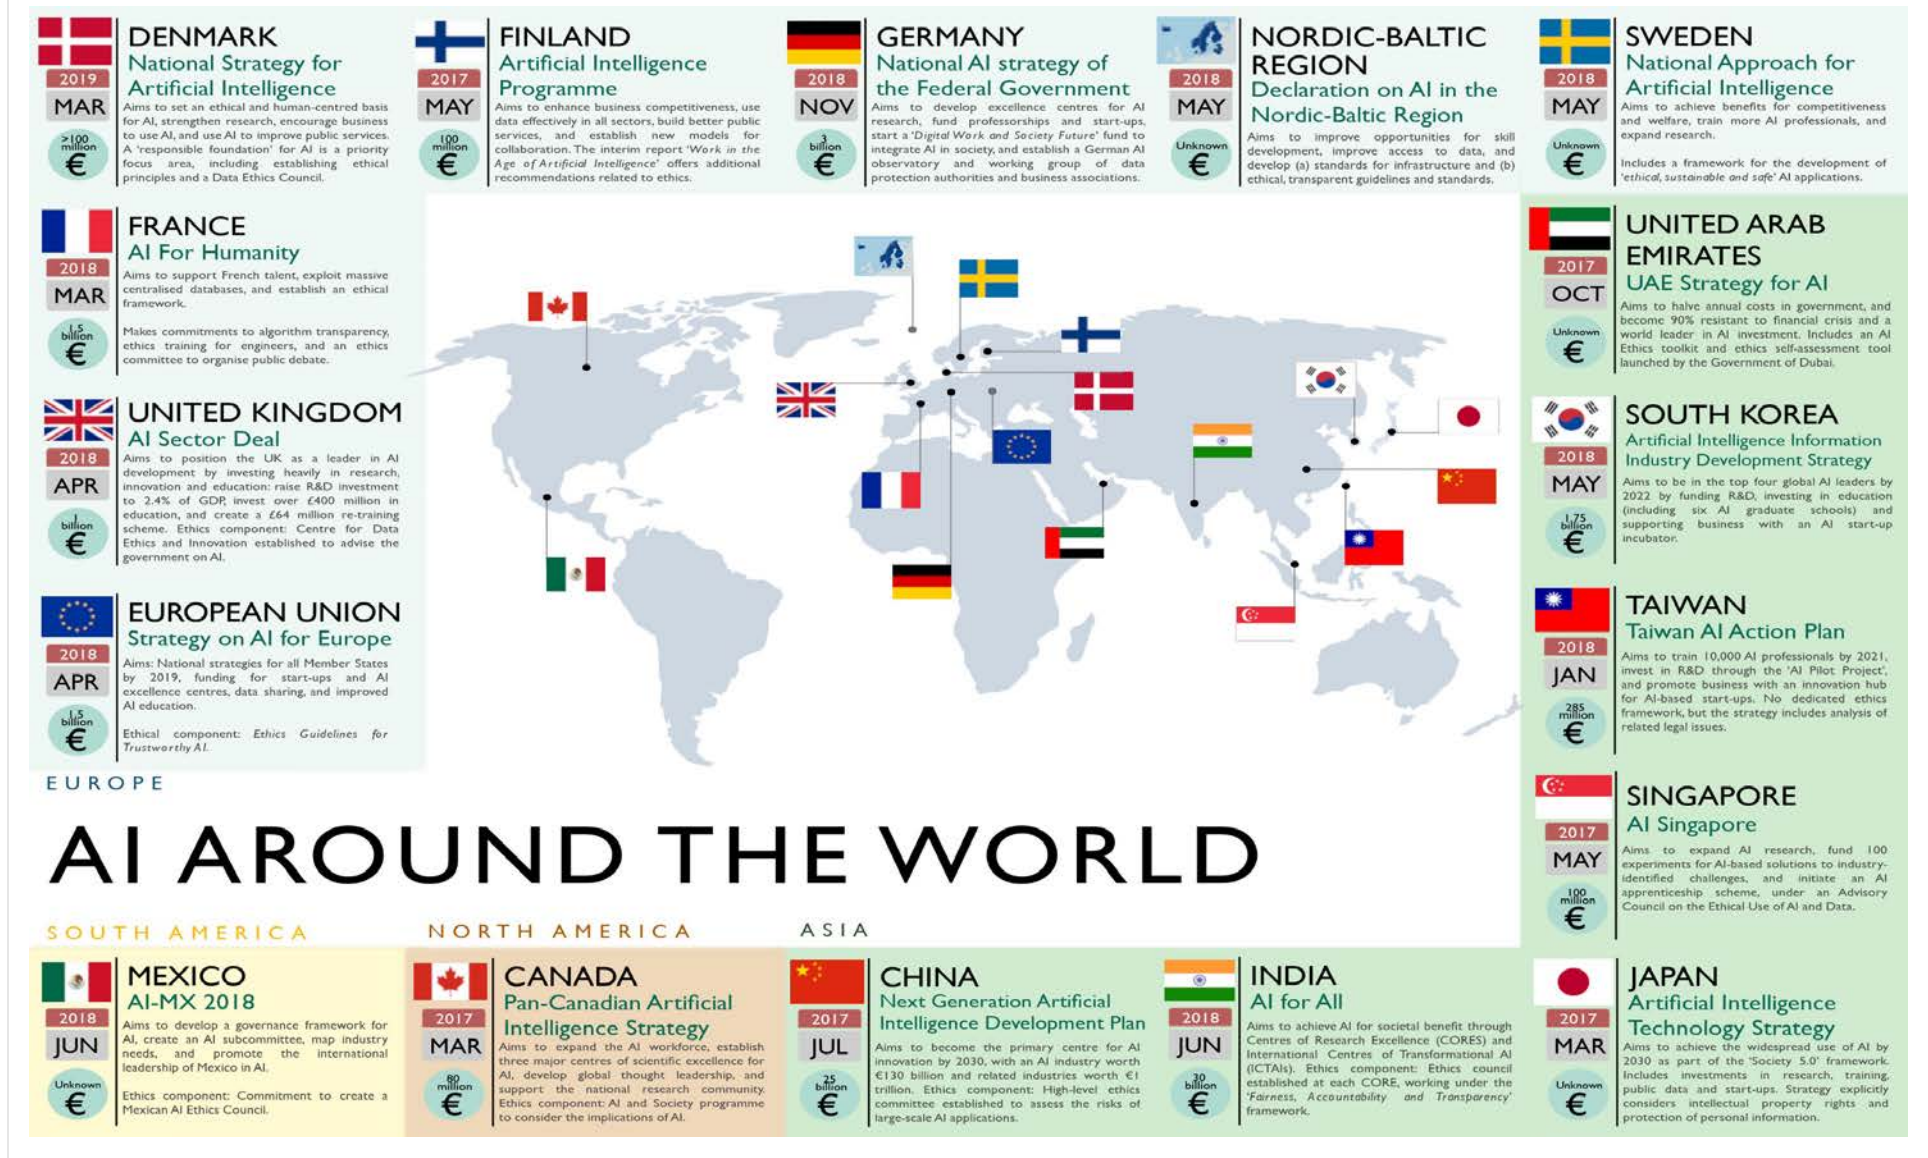 DENMARK
National Strategy for
Artificial Intelligence
2019
MAR
>100
million
€
Aims to set an ethical and human-centred basis
for AI, strengthen research, encourage business
to use AI, and use AI to improve public services.
A 'responsible foundation' for AI is a priority
focus area, including establishing ethical
principles and a Data Ethics Council.
FINLAND
Artificial Intelligence
Programme
2017
MAY
100
million
€
Aims to enhance business competitiveness, use
data effectively in all sectors, build better public
services, and establish new models for
collaboration. The interim report 'Work in the
Age of Artificial Intelligence' offers additional
recommendations related to ethics.
GERMANY
National AI strategy of
the Federal Government
2018
NOV
3
billion
€
Aims to develop excellence centres for AI
research, fund professorships and start-ups,
start a 'Digital Work and Society Future' fund to
integrate AI in society, and establish a German AI
observatory and working group of data
protection authorities and business associations.
NORDIC-BALTIC
REGION
Declaration on AI in the
Nordic-Baltic Region
2018
MAY
Unknown
€
Aims to improve opportunities for skill
development, improve access to data, and
develop (a) standards for infrastructure and (b)
ethical, transparent guidelines and standards.
SWEDEN
National Approach for
Artificial Intelligence
2018
MAY
Unknown
€
Aims to achieve benefits for competitiveness
and welfare, train more AI professionals, and
expand research.
Includes a framework for the development of
'ethical, sustainable and safe' AI applications.
FRANCE
AI For Humanity
2018
MAR
1.5
billion
€
Aims to support French talent, exploit massive
centralised databases, and establish an ethical
framework.
Makes commitments to algorithm transparency,
ethics training for engineers, and an ethics
committee to organise public debate.
UNITED KINGDOM
AI Sector Deal
2018
APR
1
billion
€
Aims to position the UK as a leader in AI
development by investing heavily in research,
innovation and education: raise R&D investment
to 2.4% of GDP, invest over £400 million in
education, and create a £64 million re-training
scheme. Ethics component: Centre for Data
Ethics and Innovation established to advise the
government on AI.
EUROPEAN UNION
Strategy on AI for Europe
2018
APR
1.5
billion
€
Aims: National strategies for all Member States
by 2019, funding for start-ups and AI
excellence centres, data sharing, and improved
AI education.
Ethical component: Ethics Guidelines for
Trustworthy AI.
EUROPE
UNITED ARAB
EMIRATES
UAE Strategy for AI
2017
OCT
Unknown
€
Aims to halve annual costs in government, and
become 90% resistant to financial crisis and a
world leader in AI investment. Includes an AI
Ethics toolkit and ethics self-assessment tool
launched by the Government of Dubai.
SOUTH KOREA
Artificial Intelligence Information
Industry Development Strategy
2018
MAY
1.75
billion
€
Aims to be in the top four global AI leaders by
2022 by funding R&D, investing in education
(including six AI graduate schools) and
supporting business with an AI start-up
incubator.
TAIWAN
Taiwan AI Action Plan
2018
JAN
285
million
€
Aims to train 10,000 AI professionals by 2021,
invest in R&D through the 'AI Pilot Project',
and promote business with an innovation hub
for AI-based start-ups. No dedicated ethics
framework, but the strategy includes analysis of
related legal issues.
SINGAPORE
AI Singapore
2017
MAY
100
million
€
Aims to expand AI research, fund 100
experiments for AI-based solutions to industry-
identified challenges, and initiate an AI
apprenticeship scheme, under an Advisory
Council on the Ethical Use of AI and Data.
AI AROUND THE WORLD
SOUTH AMERICA
NORTH AMERICA
ASIA
MEXICO
AI-MX 2018
2018
JUN
Unknown
€
Aims to develop a governance framework for
AI, create an AI subcommittee, map industry
needs, and promote the international
leadership of Mexico in AI.
Ethics component: Commitment to create a
Mexican AI Ethics Council.
CANADA
Pan-Canadian Artificial
Intelligence Strategy
2017
MAR
80
million
€
Aims to expand the AI workforce, establish
three major centres of scientific excellence for
AI, develop global thought leadership, and
support the national research community.
Ethics component: AI and Society programme
to consider the implications of AI.
CHINA
Next Generation Artificial
Intelligence Development Plan
2017
JUL
25
billion
€
Aims to become the primary centre for AI
innovation by 2030, with an AI industry worth
€130 billion and related industries worth €1
trillion. Ethics component: High-level ethics
committee established to assess the risks of
large-scale AI applications.
INDIA
AI for All
2018
JUN
30
billion
€
Aims to achieve AI for societal benefit through
Centres of Research Excellence (CORES) and
International Centres of Transformational AI
(ICTAIs). Ethics component: Ethics council
established at each CORE, working under the
'Fairness, Accountability and Transparency'
framework.
JAPAN
Artificial Intelligence
Technology Strategy
2017
MAR
Unknown
€
Aims to achieve the widespread use of AI by
2030 as part of the 'Society 5.0' framework.
Includes investments in research, training,
public data and start-ups. Strategy explicitly
considers intellectual property rights and
protection of personal information.